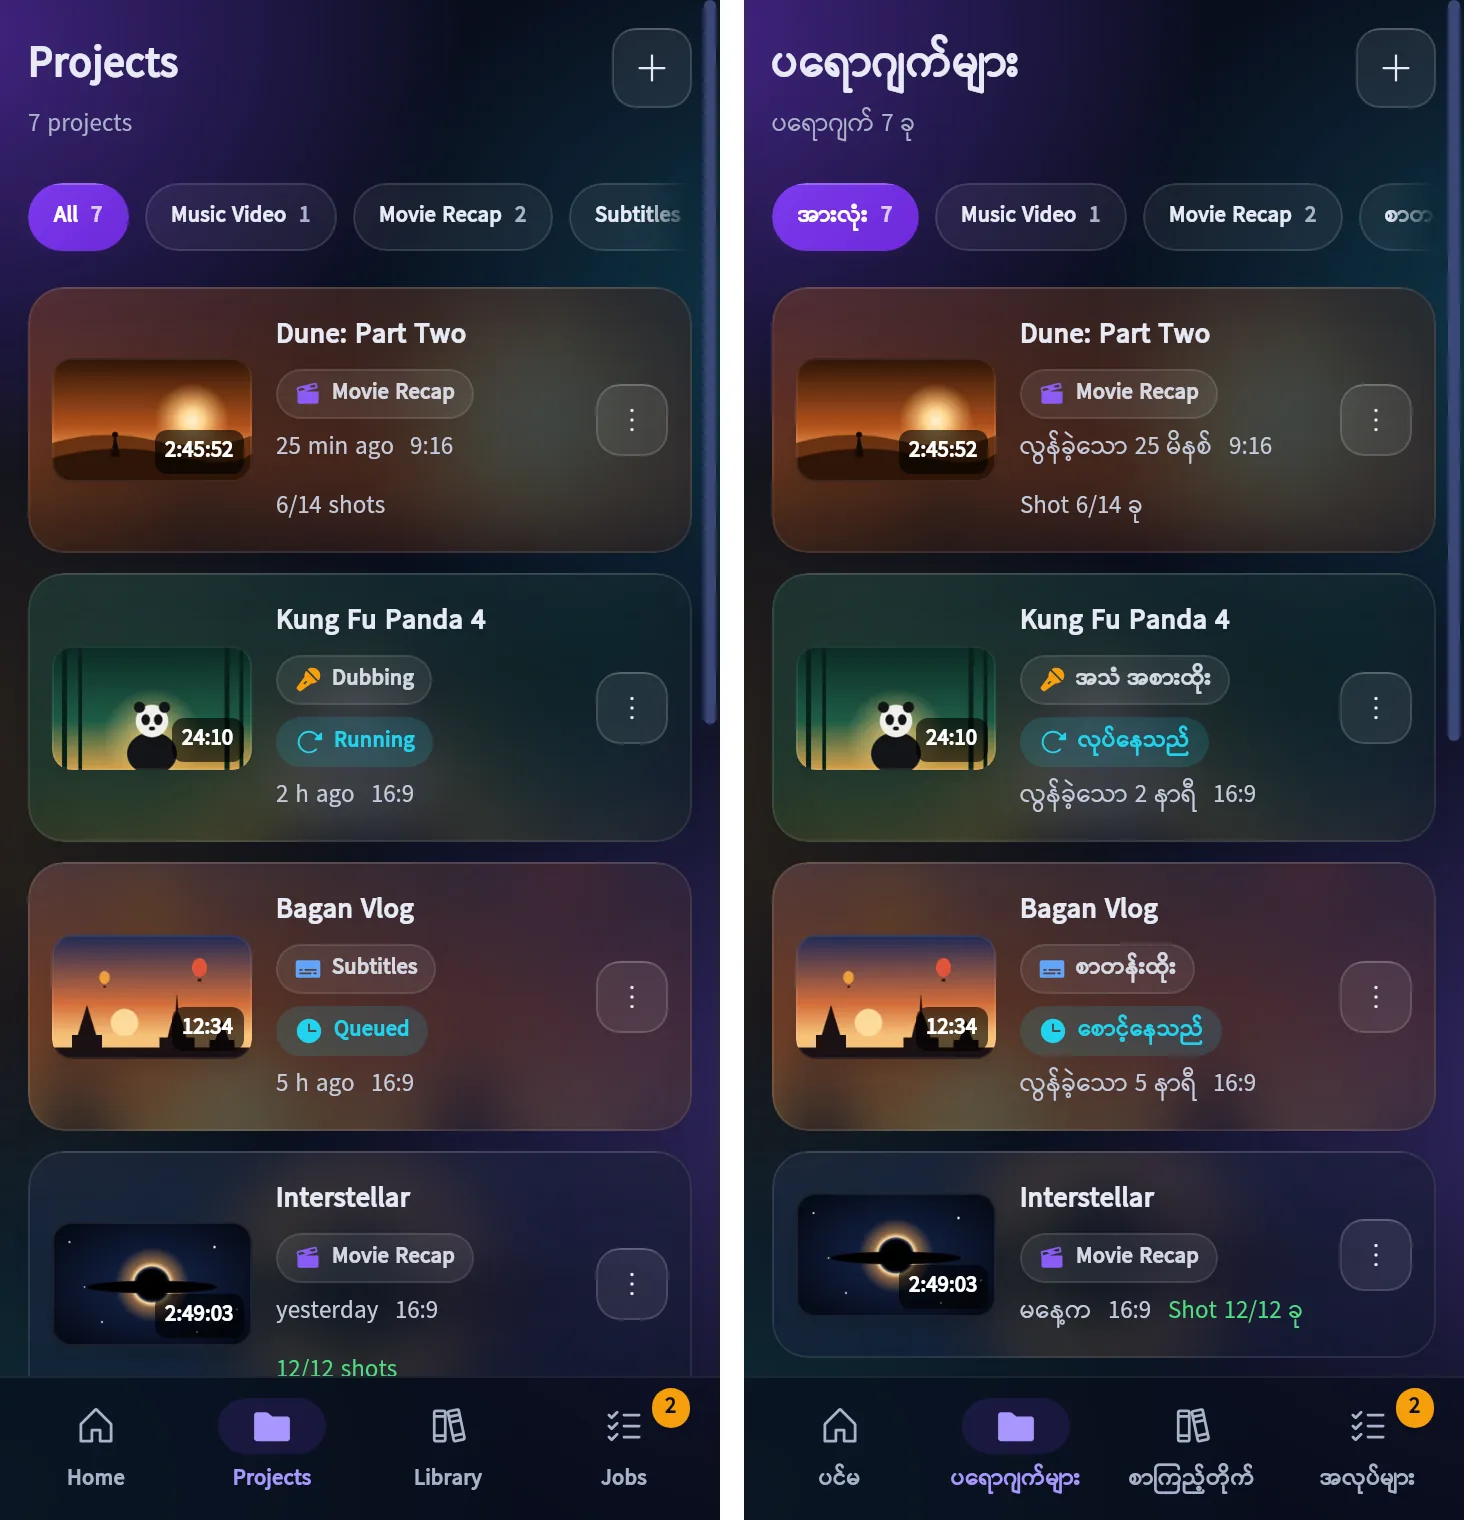 Projects
7 projects
All 7
Music Video 1
Movie Recap 2
Subtitles
Dune: Part Two
Movie Recap
2:45:52
25 min ago 9:16
6/14 shots
Kung Fu Panda 4
Dubbing
24:10
Running
2 h ago 16:9
Bagan Vlog
Subtitles
12:34
Queued
5 h ago 16:9
Interstellar
Movie Recap
2:49:03
yesterday 16:9
12/12 shots
2
Home
Projects
Library
Jobs
ပရောဂျက်များ
ပရောဂျက် 7 ခု
အားလုံး 7
Music Video 1
Movie Recap 2
စာတ
Dune: Part Two
Movie Recap
2:45:52
လွန်ခဲ့သော 25 မိနစ် 9:16
Shot 6/14 ခု
Kung Fu Panda 4
အသံ အစားထိုး
24:10
လုပ်နေသည်
လွန်ခဲ့သော 2 နာရီ 16:9
Bagan Vlog
စာတန်းထိုး
12:34
စောင့်နေသည်
လွန်ခဲ့သော 5 နာရီ 16:9
Interstellar
Movie Recap
2:49:03
မနေ့က 16:9 Shot 12/12 ခု
2
ပင်မ
ပရောဂျက်များ
စာကြည့်တိုက်
အလုပ်များ